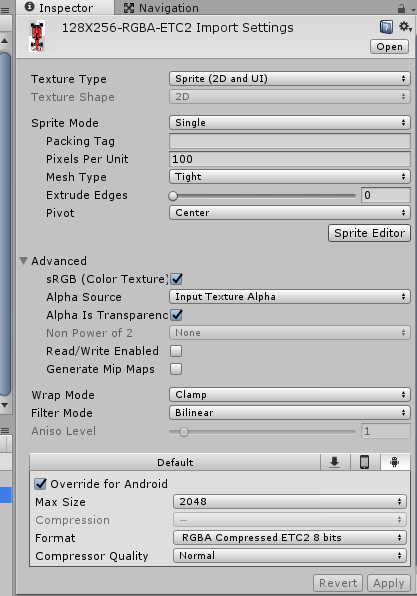 Inspector Navigation
128X256-RGBA-ETC2 Import Settings
Open
Texture Type Sprite (2D and UI)
Texture Shape 2D
Sprite Mode Single
Packing Tag
Pixels Per Unit 100
Mesh Type Tight
Extrude Edges 0
Pivot Center
Sprite Editor
Advanced
sRGB (Color Texture)
Alpha Source Input Texture Alpha
Alpha Is Transparenc
Non Power of 2 None
Read/Write Enabled
Generate Mip Maps
Wrap Mode Clamp
Filter Mode Bilinear
Aniso Level 1
Default
Override for Android
Max Size 2048
Compression —
Format RGBA Compressed ETC2 8 bits
Compressor Quality Normal
Revert Apply